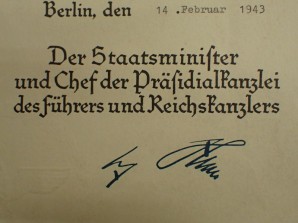 Berlin, den 14 .Februar 1943
Der Staatsminister
und Chef der Präsidialkanzlei
des Führers und Reichskanzlers